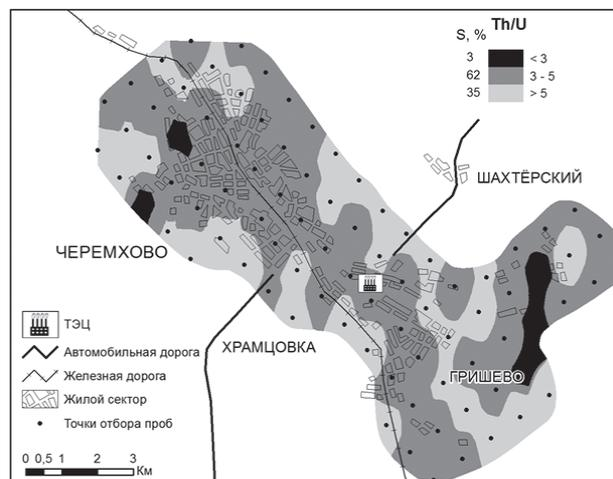 Th/U
S, %
3 < 3
62 3 - 5
35 > 5
ШАХТЁРСКИЙ
ЧЕРЕМХОВО
ХРАМЦОВКА
ГРИШЕВО
ТЭЦ
Автомобильная дорога
Железная дорога
Жилой сектор
Точки отбора проб
0 0,5 1 2 3
Км